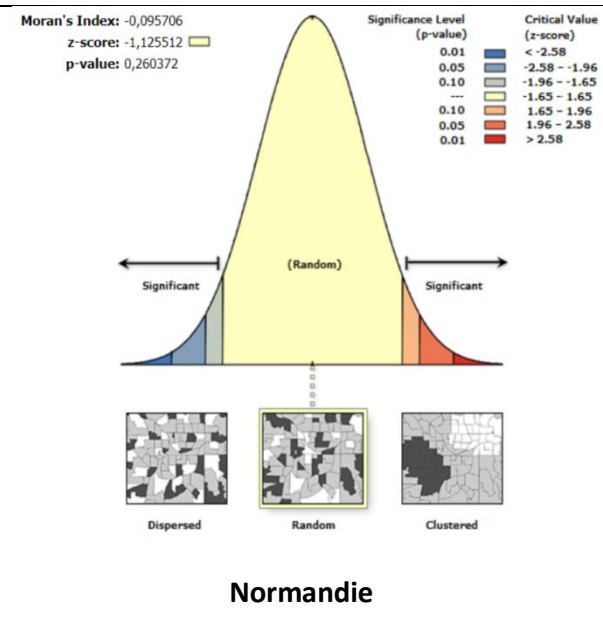 Moran's Index: -0,095706
z-score: -1,125512
p-value: 0,260372
Significance Level
(p-value)
Critical Value
(z-score)
0.01 < -2.58
0.05 -2.58 – -1.96
0.10 -1.96 – -1.65
--- -1.65 – 1.65
0.10 1.65 – 1.96
0.05 1.96 – 2.58
0.01 > 2.58
(Random)
Significant Significant
Dispersed Random Clustered
Normandie